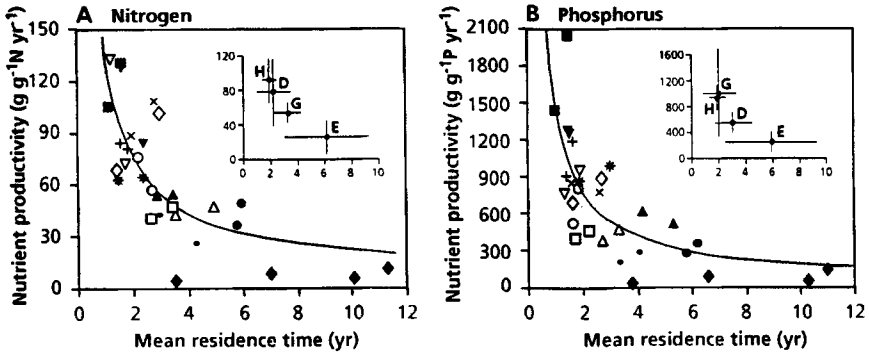 A Nitrogen
Nutrient productivity (g g⁻¹N yr⁻¹)
150
120
90
60
30
0
0 2 4 6 8 10 12
Mean residence time (yr)
120
80
40
0
0 2 4 6 8 10
H D
G
E
B Phosphorus
Nutrient productivity (g g⁻¹P yr⁻¹)
2100
1800
1500
1200
900
600
300
0
0 2 4 6 8 10 12
Mean residence time (yr)
1600
1200
800
400
0
0 2 4 6 8 10
G
H D
E